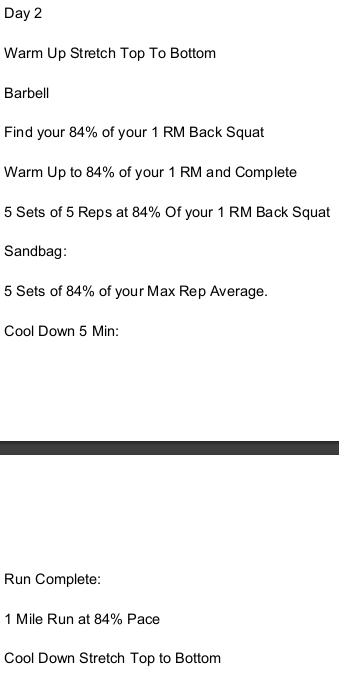 Day 2
Warm Up Stretch Top To Bottom
Barbell
Find your 84% of your 1 RM Back Squat
Warm Up to 84% of your 1 RM and Complete
5 Sets of 5 Reps at 84% Of your 1 RM Back Squat
Sandbag:
5 Sets of 84% of your Max Rep Average.
Cool Down 5 Min:
Run Complete:
1 Mile Run at 84% Pace
Cool Down Stretch Top to Bottom